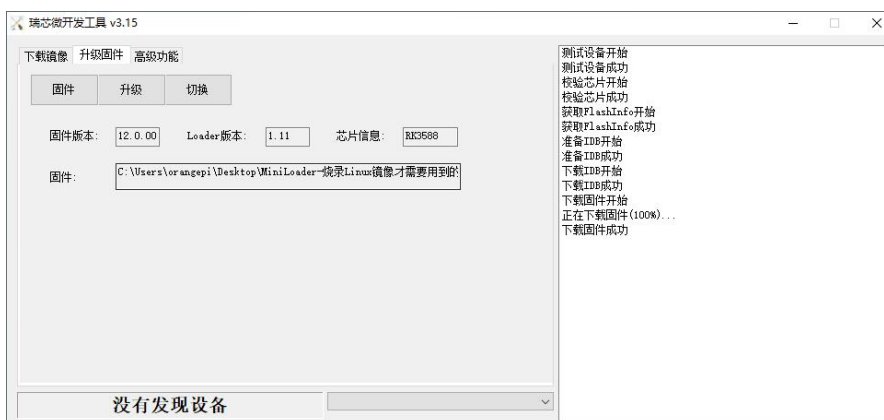 瑞芯微开发工具 v3.15
下载镜像 升级固件 高级功能
固件 升级 切换
固件版本: 12.0.00 Loader版本: 1.11 芯片信息: RK3588
固件: C:\Users\orangepi\Desktop\MiniLoader-烧录Linux镜像才需要用到的
没有发现设备
测试设备开始
测试设备成功
校验芯片开始
校验芯片成功
获取FlashInfo开始
获取FlashInfo成功
准备IDB开始
准备IDB成功
下载IDB开始
下载IDB成功
下载固件开始
正在下载固件(100%)...
下载固件成功